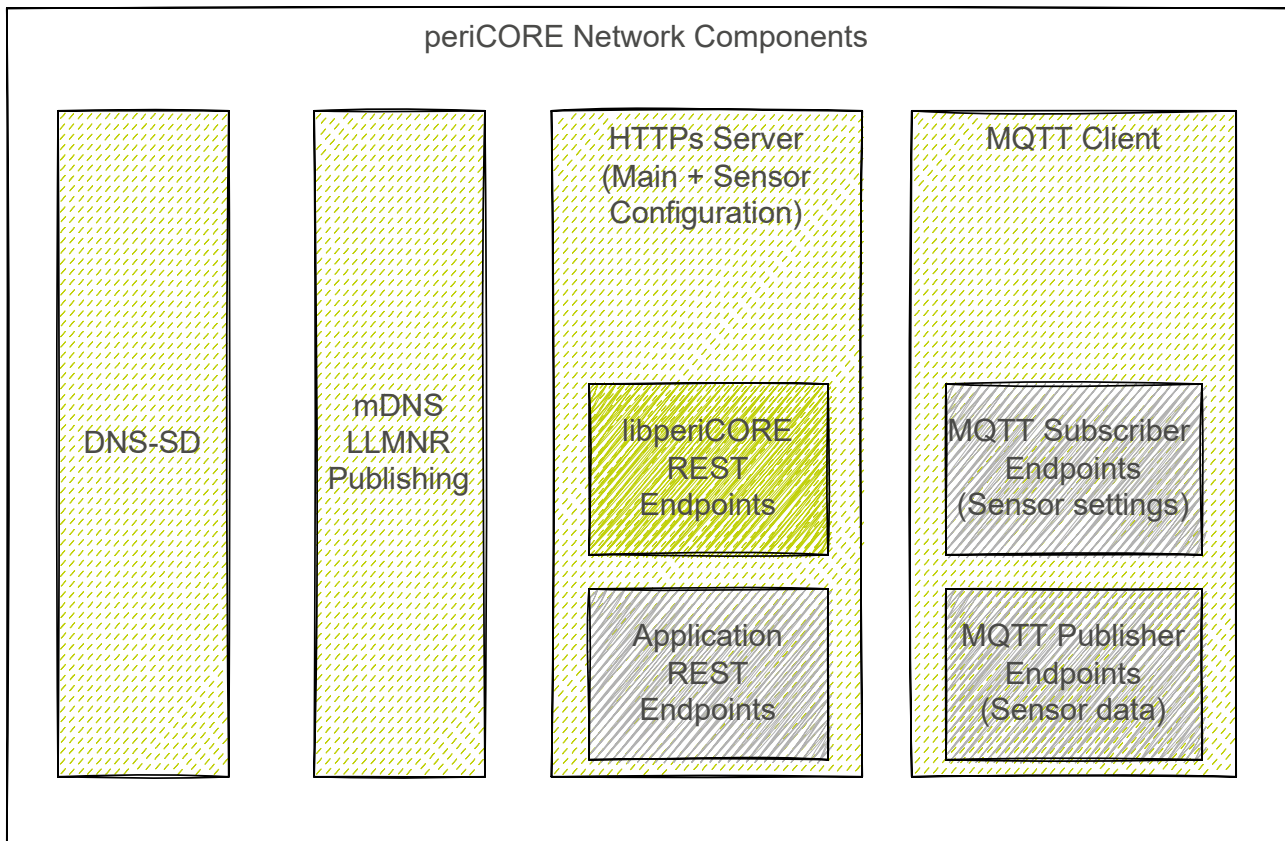 periCORE Network Components
DNS-SD
mDNS
LLMNR
Publishing
HTTPs Server
(Main + Sensor
Configuration)
libperiCORE
REST
Endpoints
Application
REST
Endpoints
MQTT Client
MQTT Subscriber
Endpoints
(Sensor settings)
MQTT Publisher
Endpoints
(Sensor data)